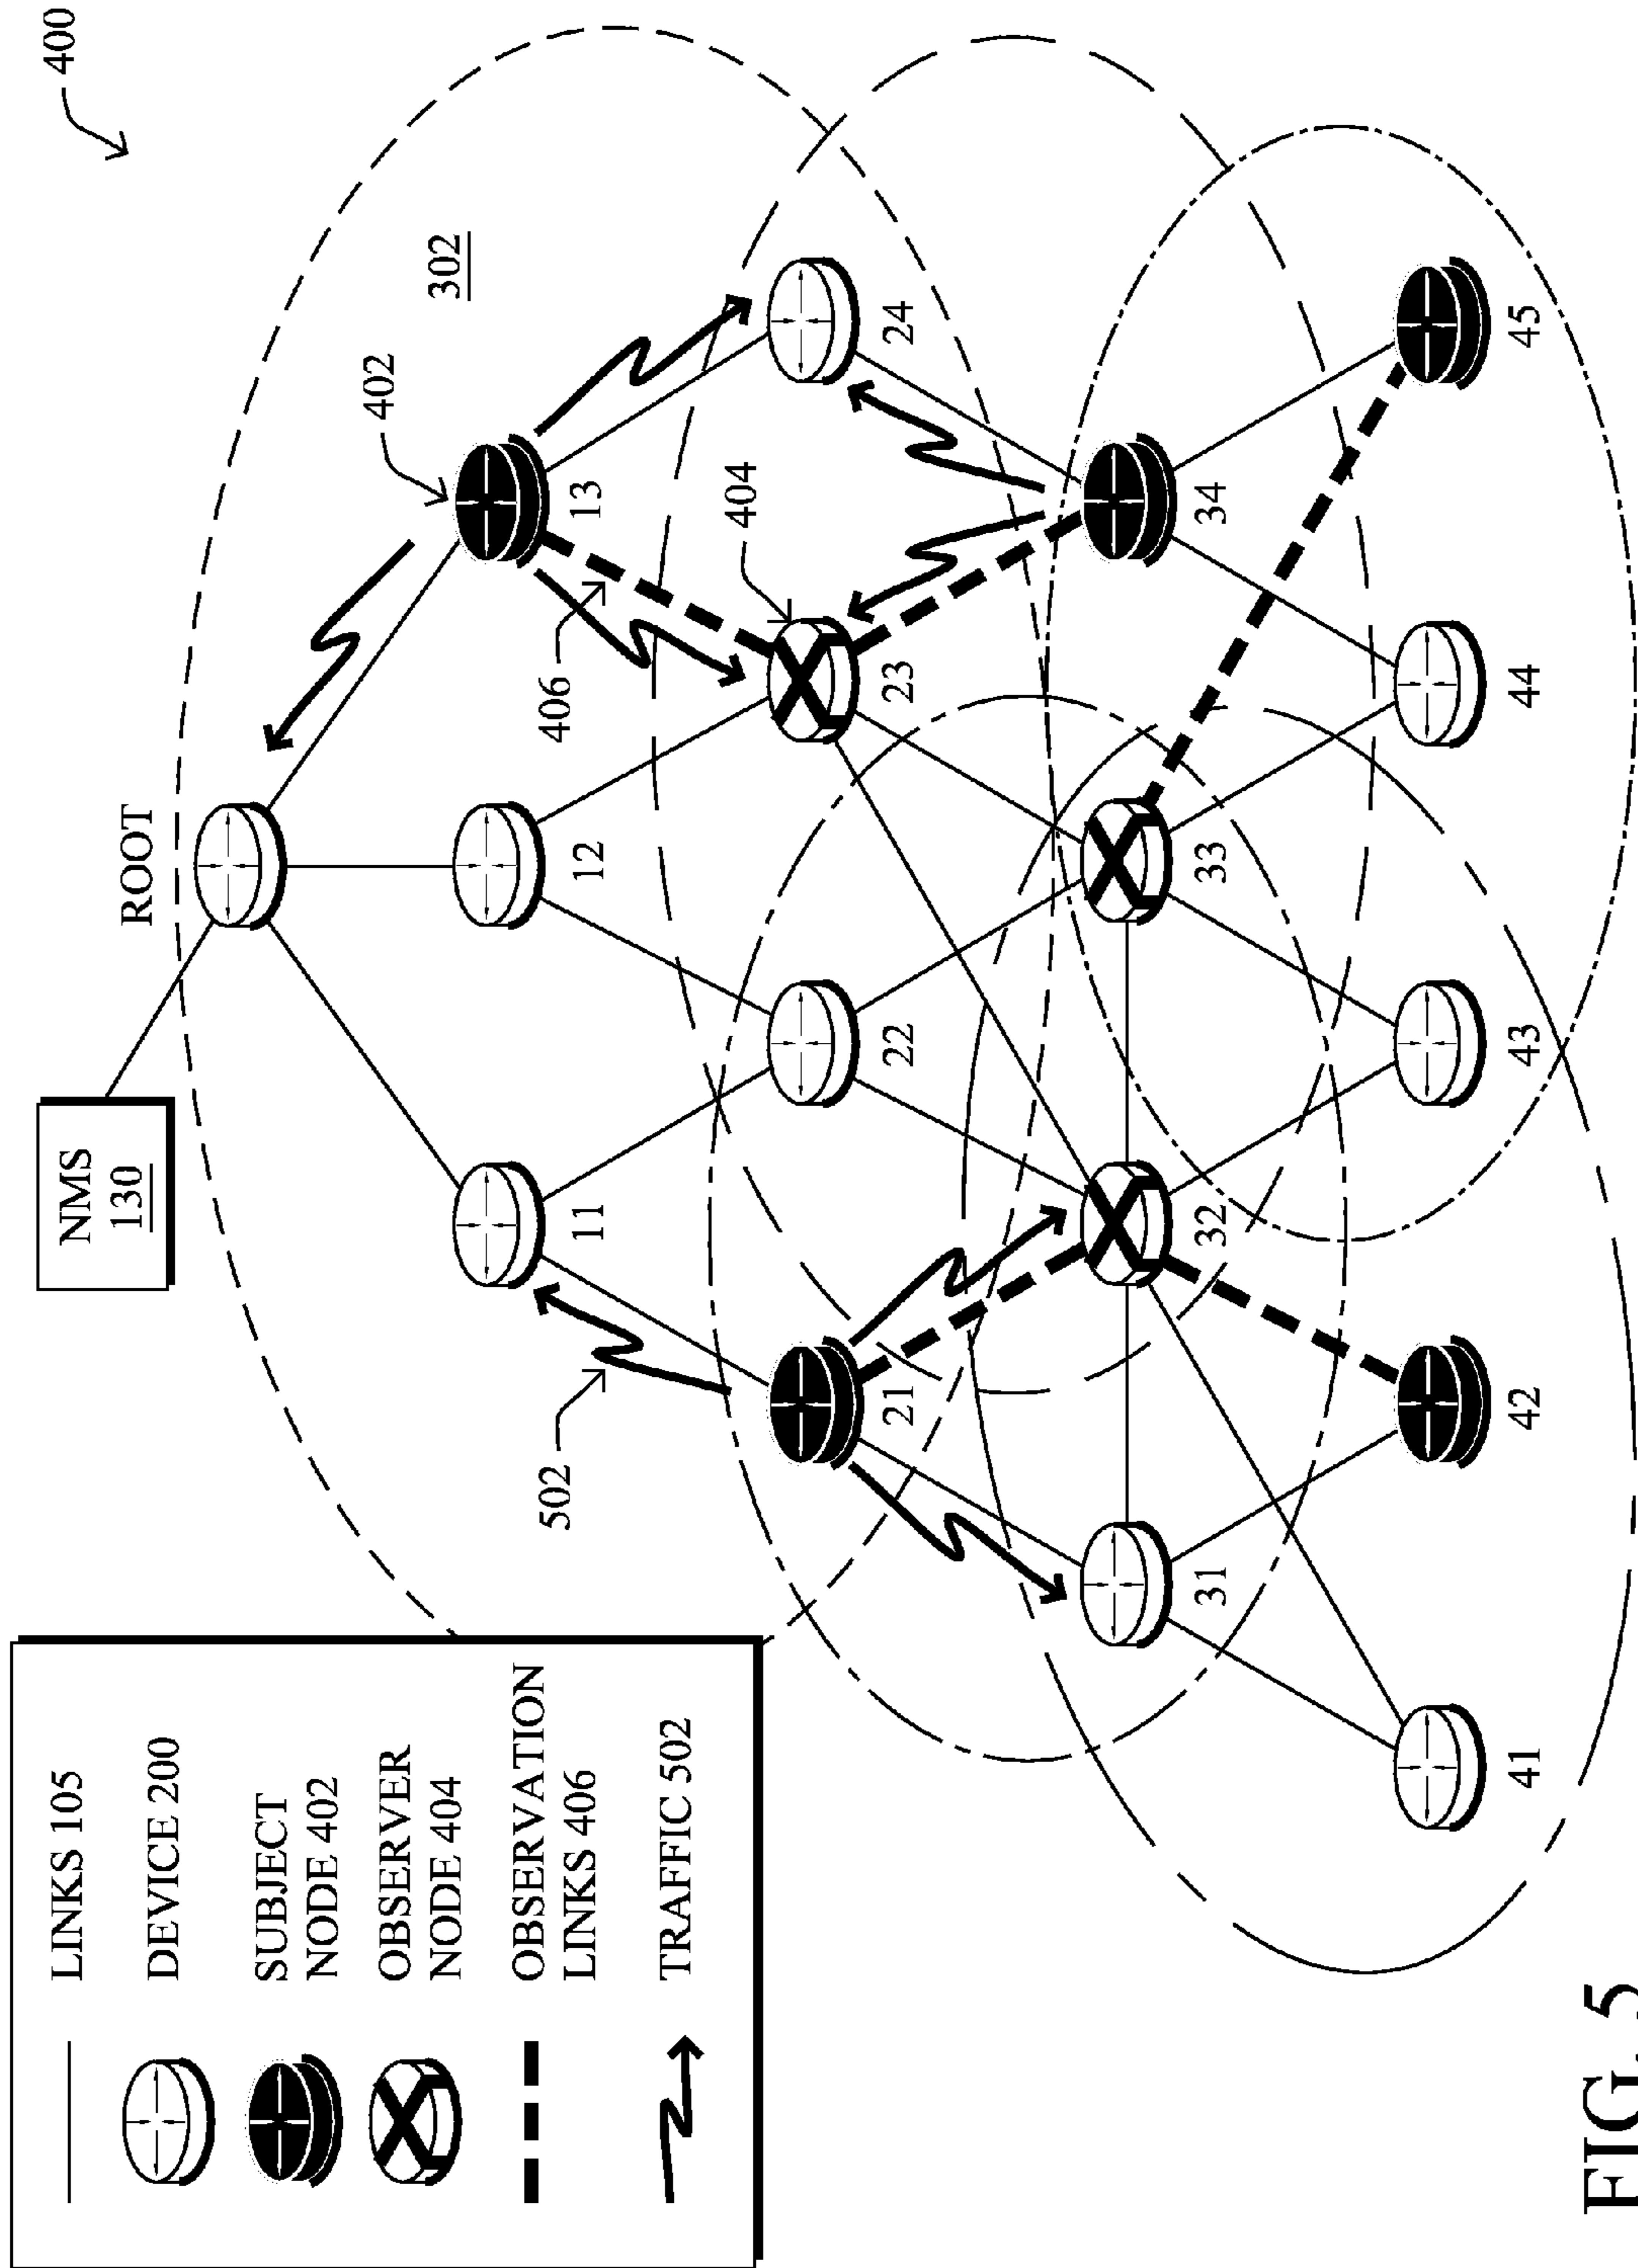 LINKS 105
DEVICE 200
SUBJECT
NODE 402
OBSERVER
NODE 404
OBSERVATION
LINKS 406
TRAFFIC 502
NMS
130
400
ROOT
302
402
11
12
13
406
404
502
21
22
23
24
31
32
33
34
41
42
43
44
45
FIG. 5